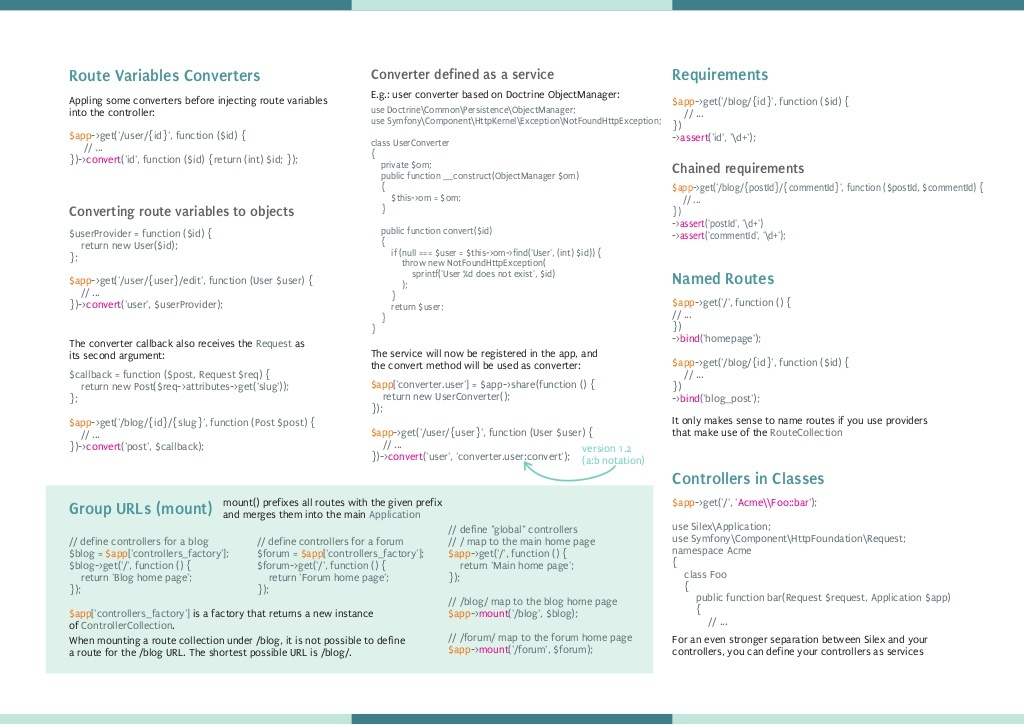 Route Variables Converters
Appling some converters before injecting route variables
into the controller:
$app->get('/user/{id}', function ($id) {
// ...
})->convert('id', function ($id) {return (int) $id; });
Converting route variables to objects
$userProvider = function ($id) {
return new User($id);
};
$app->get('/user/{user}/edit', function (User $user) {
// ...
})->convert('user', $userProvider);
The converter callback also receives the Request as
its second argument:
$callback = function ($post, Request $req) {
return new Post($req->attributes->get('slug'));
};
$app->get('/blog/{id}/{slug}', function (Post $post) {
// ...
})->convert('post', $callback);
Converter defined as a service
E.g.: user converter based on Doctrine ObjectManager:
use Doctrine\Common\Persistence\ObjectManager;
use Symfony\Component\HttpKernel\Exception\NotFoundHttpException;
class UserConverter
{
private $om;
public function __construct(ObjectManager $om)
{
$this->om = $om;
}
public function convert($id)
{
if (null === $user = $this->om->find('User', (int) $id)) {
throw new NotFoundHttpException(
sprintf('User %d does not exist', $id)
);
}
return $user;
}
}
The service will now be registered in the app, and
the convert method will be used as converter:
$app['converter.user'] = $app->share(function () {
return new UserConverter();
});
$app->get('/user/{user}', function (User $user) {
// ...
})->convert('user', 'converter.user:convert');
version 1.2
(a:b notation)
Group URLs (mount)
mount() prefixes all routes with the given prefix
and merges them into the main Application
// define controllers for a blog
$blog = $app['controllers_factory'];
$blog->get('/', function () {
return 'Blog home page';
});
// define controllers for a forum
$forum = $app['controllers_factory'];
$forum->get('/', function () {
return 'Forum home page';
});
$app['controllers_factory'] is a factory that returns a new instance
of ControllerCollection.
When mounting a route collection under /blog, it is not possible to define
a route for the /blog URL. The shortest possible URL is /blog/.
// define "global" controllers
// / map to the main home page
$app->get('/', function () {
return 'Main home page';
});
// /blog/ map to the blog home page
$app->mount('/blog', $blog);
// /forum/ map to the forum home page
$app->mount('/forum', $forum);
Requirements
$app->get('/blog/{id}', function ($id) {
// ...
})
->assert('id', '\d+');
Chained requirements
$app->get('/blog/{postId}/{commentId}', function ($postId, $commentId) {
// ...
})
->assert('postId', '\d+')
->assert('commentId', '\d+');
Named Routes
$app->get('/', function () {
// ...
})
->bind('homepage');
$app->get('/blog/{id}', function ($id) {
// ...
})
->bind('blog_post');
It only makes sense to name routes if you use providers
that make use of the RouteCollection
Controllers in Classes
$app->get('/', 'Acme\\Foo::bar');
use Silex\Application;
use Symfony\Component\HttpFoundation\Request;
namespace Acme
{
class Foo
{
public function bar(Request $request, Application $app)
{
// ...
For an even stronger separation between Silex and your
controllers, you can define your controllers as services